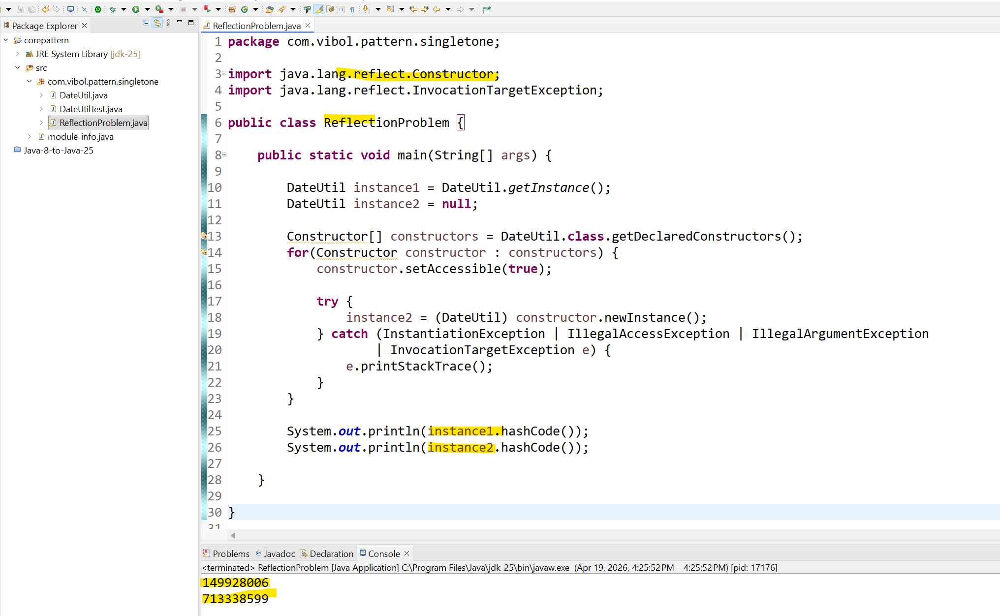 Package Explorer
corepattern
JRE System Library [jdk-25]
src
com.vibol.pattern.singletone
DateUtil.java
DateUtilTest.java
ReflectionProblem.java
module-info.java
Java-8-to-Java-25
ReflectionProblem.java
1 package com.vibol.pattern.singletone;
2
3 import java.lang.reflect.Constructor;
4 import java.lang.reflect.InvocationTargetException;
5
6 public class ReflectionProblem {
7
8     public static void main(String[] args) {
9
10         DateUtil instance1 = DateUtil.getInstance();
11         DateUtil instance2 = null;
12
13         Constructor[] constructors = DateUtil.class.getDeclaredConstructors();
14         for(Constructor constructor : constructors) {
15             constructor.setAccessible(true);
16
17             try {
18                 instance2 = (DateUtil) constructor.newInstance();
19             } catch (InstantiationException | IllegalAccessException | IllegalArgumentException
20                     | InvocationTargetException e) {
21                 e.printStackTrace();
22             }
23         }
24
25         System.out.println(instance1.hashCode());
26         System.out.println(instance2.hashCode());
27
28     }
29
30 }
31
Problems Javadoc Declaration Console
<terminated> ReflectionProblem [Java Application] C:\Program Files\Java\jdk-25\bin\javaw.exe (Apr 19, 2026, 4:25:52 PM – 4:25:52 PM) [pid: 17176]
149928006
713338599